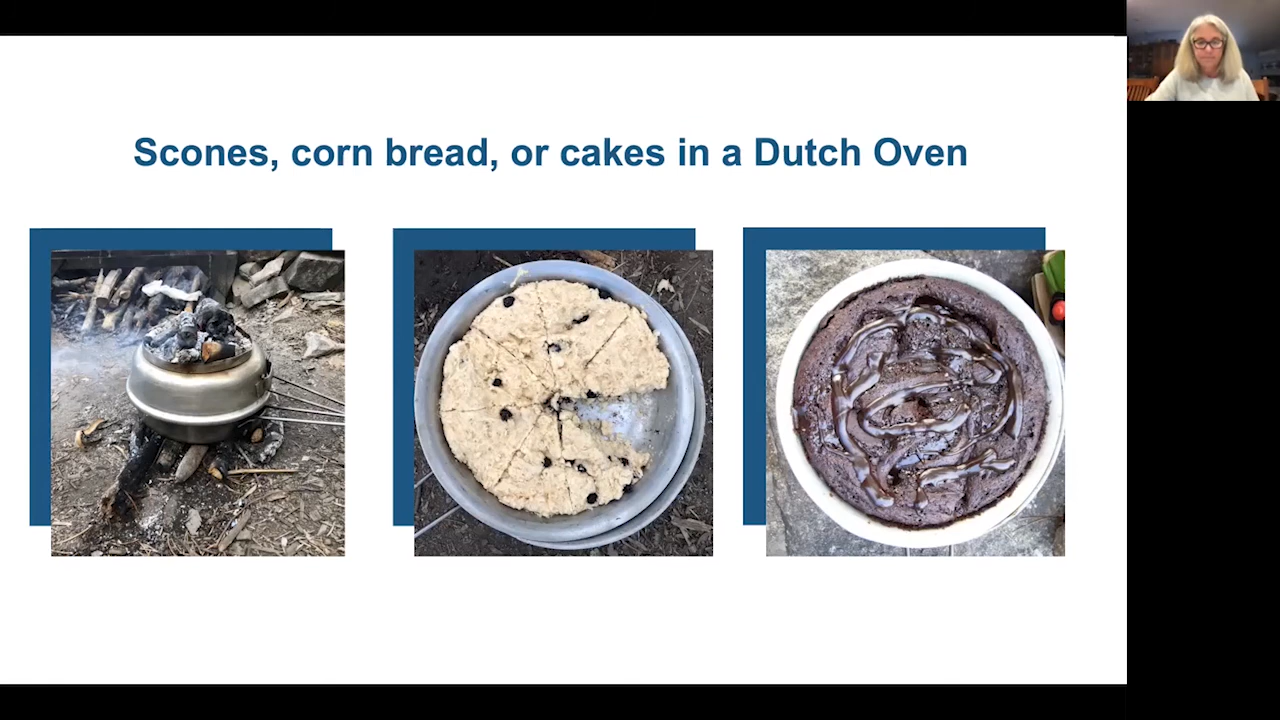 Scones, corn bread, or cakes in a Dutch Oven